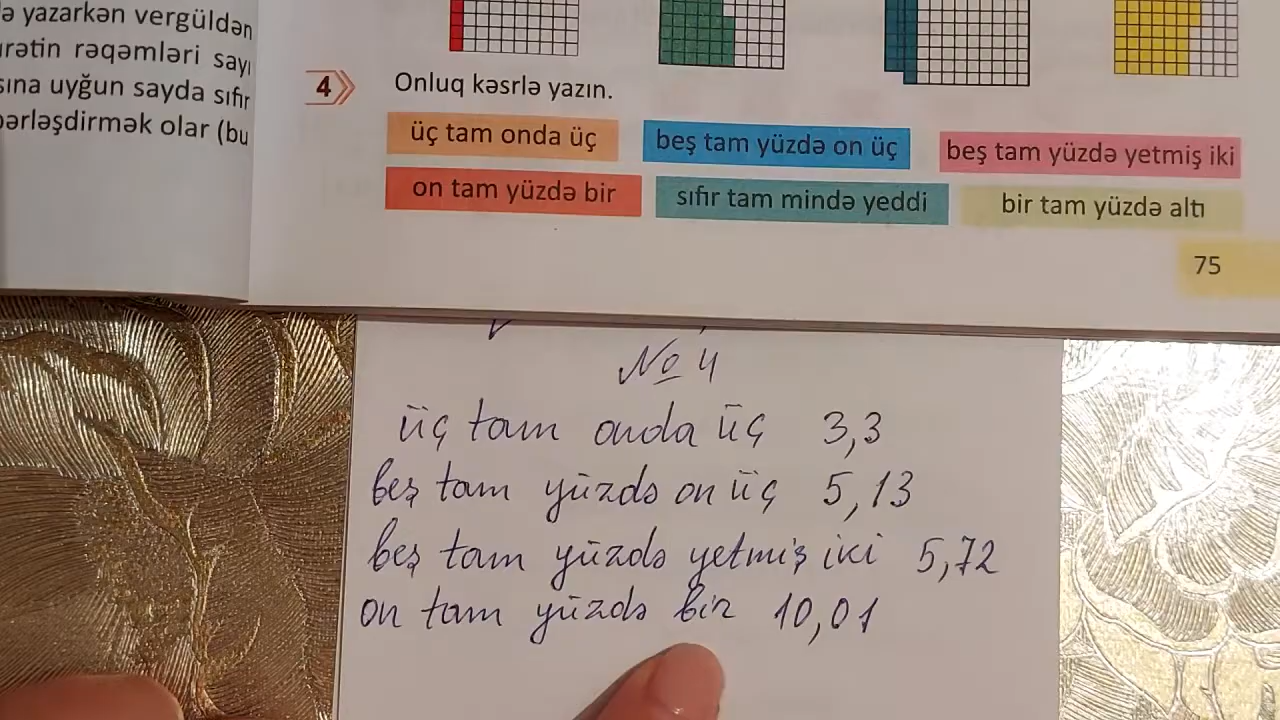 ə yazarkən vergüldən
rətin rəqəmləri sayı
sına uyğun sayda sıfır
bərləşdirmək olar (bu
4 Onluq kəsrlə yazın.
üç tam onda üç beş tam yüzdə on üç beş tam yüzdə yetmiş iki
on tam yüzdə bir sıfır tam mində yeddi bir tam yüzdə altı
75
№ 4
üç tam onda üç 3,3
beş tam yüzdə on üç 5,13
beş tam yüzdə yetmiş iki 5,72
on tam yüzdə bir 10,01